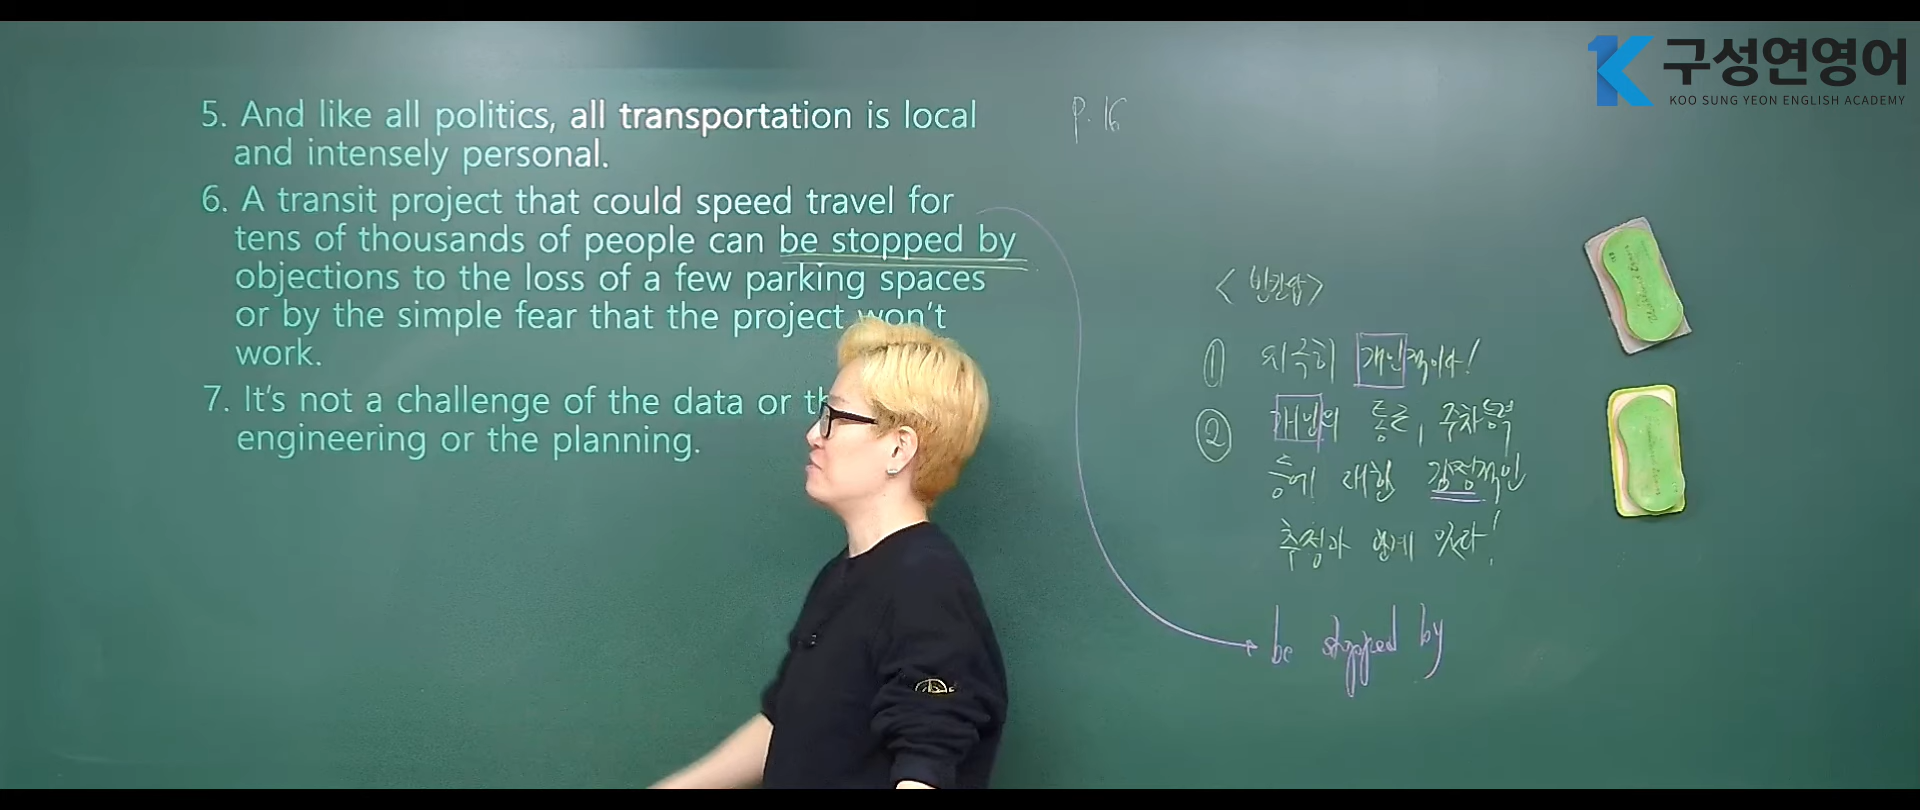 구성연영어
KOO SUNG YEON ENGLISH ACADEMY
5. And like all politics, all transportation is local
and intensely personal.
6. A transit project that could speed travel for
tens of thousands of people can be stopped by
objections to the loss of a few parking spaces
or by the simple fear that the project won't
work.
7. It's not a challenge of the data or th
engineering or the planning.
P. 16
<빈칸답>
① 지극히 개인적이다!
② 개인의 통근, 주차능력
등에 대한 감정적인
추정과 관계 있다!
be stopped by